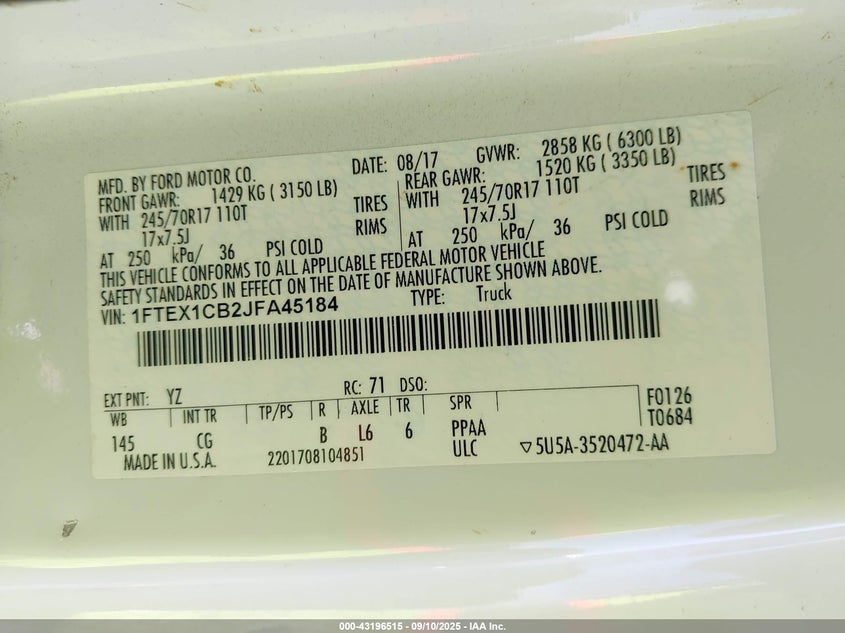 MFD. BY FORD MOTOR CO. DATE: 08/17 GVWR: 2858 KG ( 6300 LB)
FRONT GAWR: 1429 KG ( 3150 LB) REAR GAWR: 1520 KG ( 3350 LB)
WITH 245/70R17 110T TIRES WITH 245/70R17 110T TIRES
17x7.5J RIMS 17x7.5J RIMS
AT 250 kPa/ 36 PSI COLD AT 250 kPa/ 36 PSI COLD
THIS VEHICLE CONFORMS TO ALL APPLICABLE FEDERAL MOTOR VEHICLE
SAFETY STANDARDS IN EFFECT ON THE DATE OF MANUFACTURE SHOWN ABOVE.
VIN: 1FTEX1CB2JFA45184 TYPE: Truck
EXT PNT: YZ RC: 71 DSO:
WB INT TR TP/PS R AXLE TR SPR F0126
T0684
145 CG B L6 6 PPAA
ULC ▽5U5A-3520472-AA
MADE IN U.S.A. 2201708104851
000-43196515 - 09/10/2025 - IAA Inc.